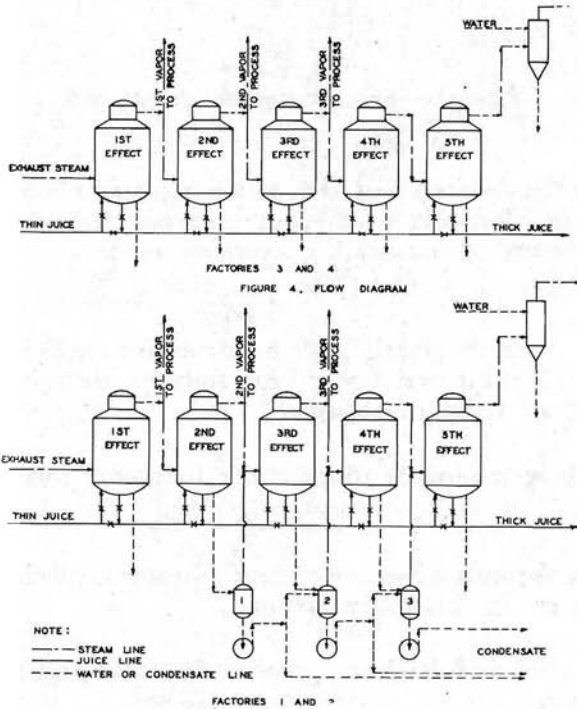 WATER
1ST VAPOR TO PROCESS
2ND VAPOR TO PROCESS
3RD VAPOR TO PROCESS
1ST EFFECT
2ND EFFECT
3RD EFFECT
4TH EFFECT
5TH EFFECT
EXHAUST STEAM
THIN JUICE
THICK JUICE
FACTORIES 3 AND 4
FIGURE 4, FLOW DIAGRAM
WATER
1ST VAPOR TO PROCESS
2ND VAPOR TO PROCESS
3RD VAPOR TO PROCESS
1ST EFFECT
2ND EFFECT
3RD EFFECT
4TH EFFECT
5TH EFFECT
EXHAUST STEAM
THIN JUICE
THICK JUICE
1
2
3
NOTE:
STEAM LINE
JUICE LINE
WATER OR CONDENSATE LINE
CONDENSATE
FACTORIES 1 AND